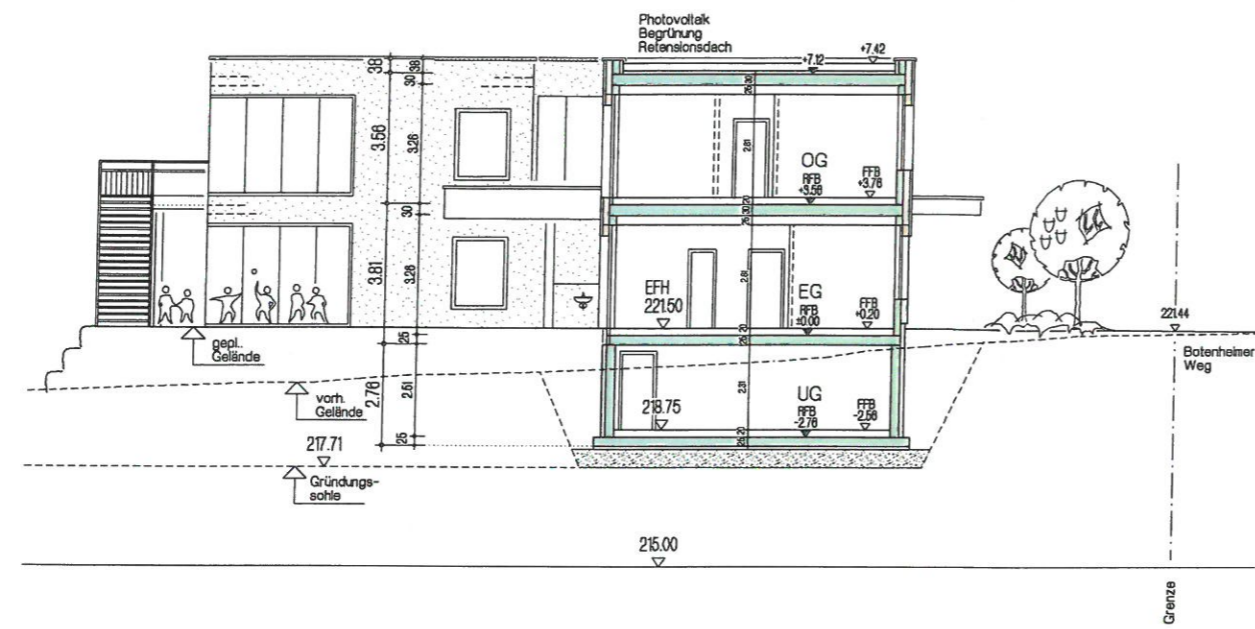 Photovoltaik
Begrünung
Retensionsdach
+7.12
+7.42
38
38
30
26 30
3.56
3.26
2.81
OG
RFB
+3.56
FFB
+3.76
20
26 30
30
3.81
3.26
2.81
EFH
221.50
EG
RFB
±0.00
FFB
+0.20
221.44
Botenheimer
Weg
gepl.
Gelände
25
25 20
vorh.
Gelände
2.76
2.51
2.31
218.75
UG
RFB
-2.76
FFB
-2.56
25
25 20
217.71
Gründungs-
sohle
215.00
Grenze